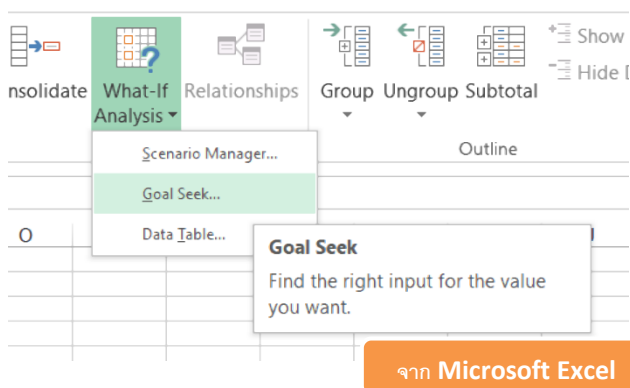 Show
Hide
nsolidate What-If Relationships Group Ungroup Subtotal
Analysis
Outline
Scenario Manager...
Goal Seek...
Data Table...
O
Goal Seek
Find the right input for the value
you want.
จาก Microsoft Excel